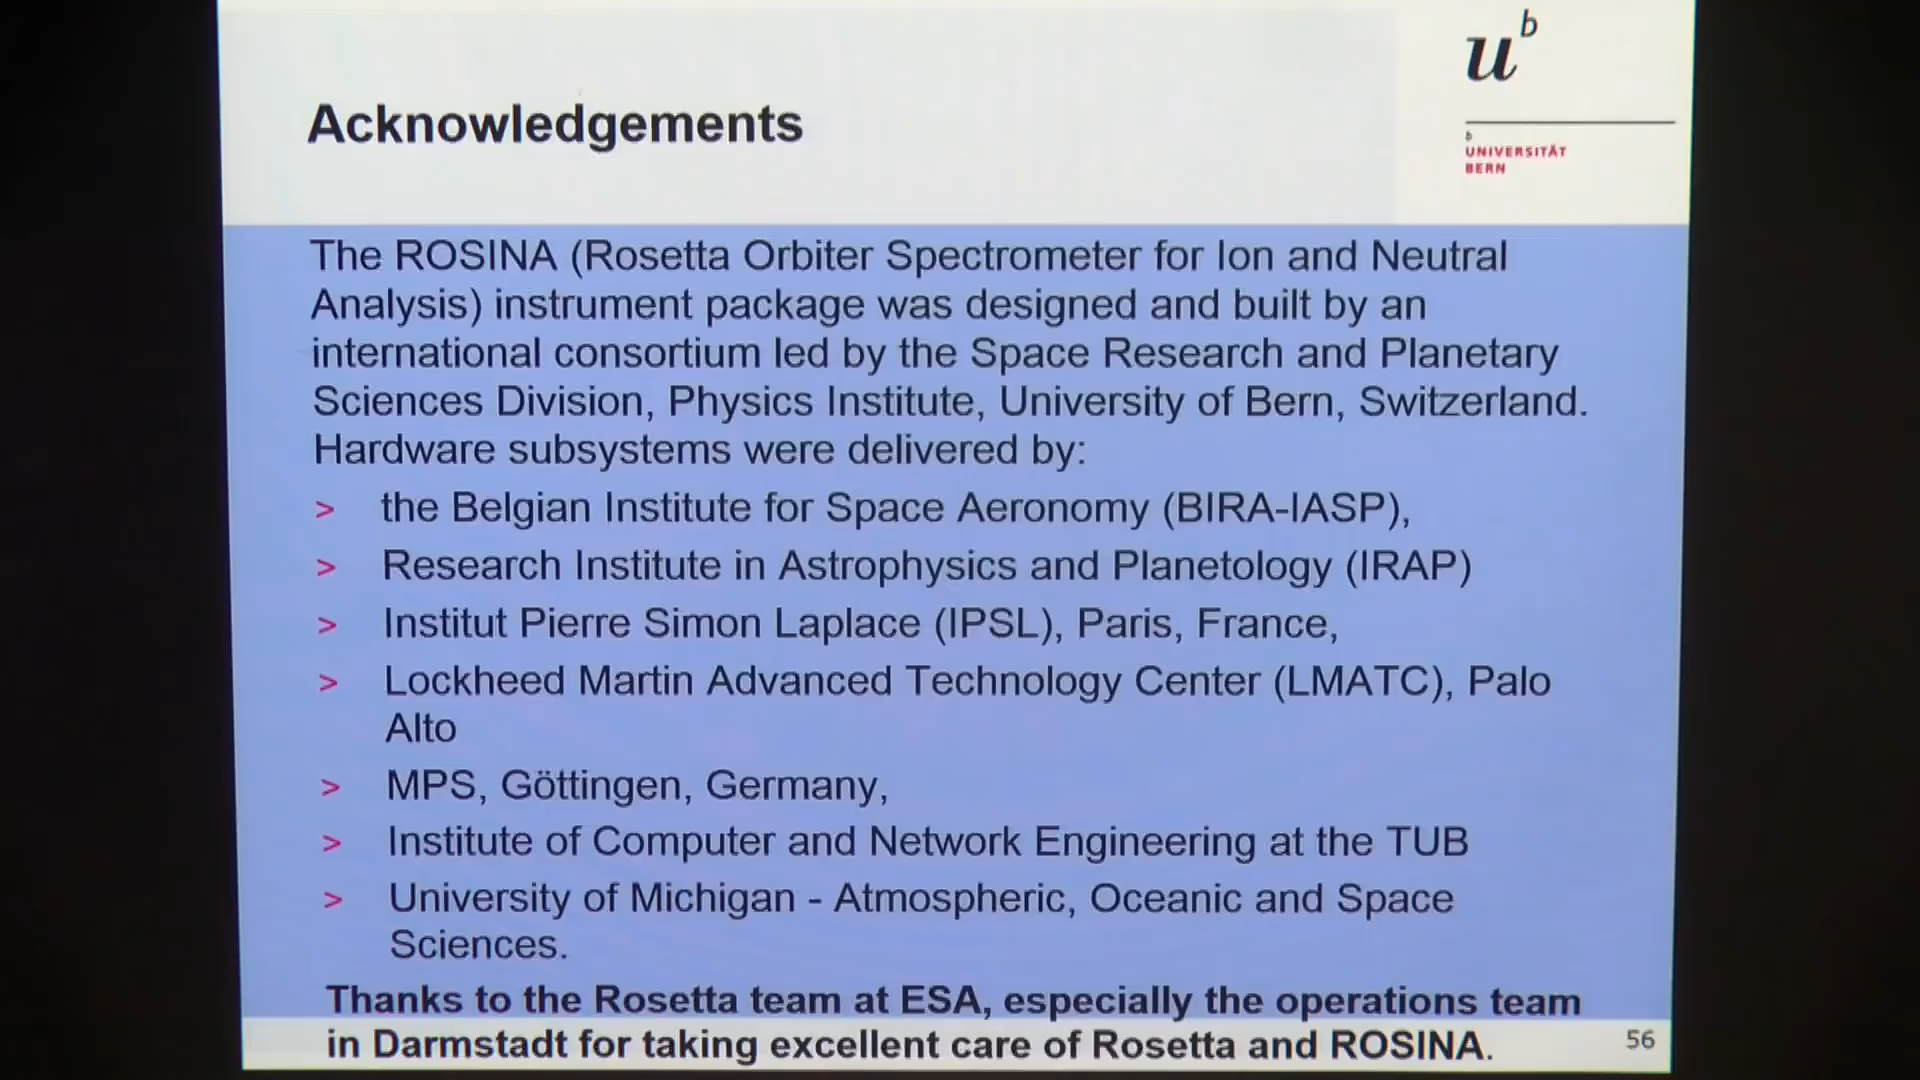 u^b
Acknowledgements
b
UNIVERSITÄT
BERN
The ROSINA (Rosetta Orbiter Spectrometer for Ion and Neutral
Analysis) instrument package was designed and built by an
international consortium led by the Space Research and Planetary
Sciences Division, Physics Institute, University of Bern, Switzerland.
Hardware subsystems were delivered by:
> the Belgian Institute for Space Aeronomy (BIRA-IASP),
> Research Institute in Astrophysics and Planetology (IRAP)
> Institut Pierre Simon Laplace (IPSL), Paris, France,
> Lockheed Martin Advanced Technology Center (LMATC), Palo
Alto
> MPS, Göttingen, Germany,
> Institute of Computer and Network Engineering at the TUB
> University of Michigan - Atmospheric, Oceanic and Space
Sciences.
Thanks to the Rosetta team at ESA, especially the operations team
in Darmstadt for taking excellent care of Rosetta and ROSINA.
56